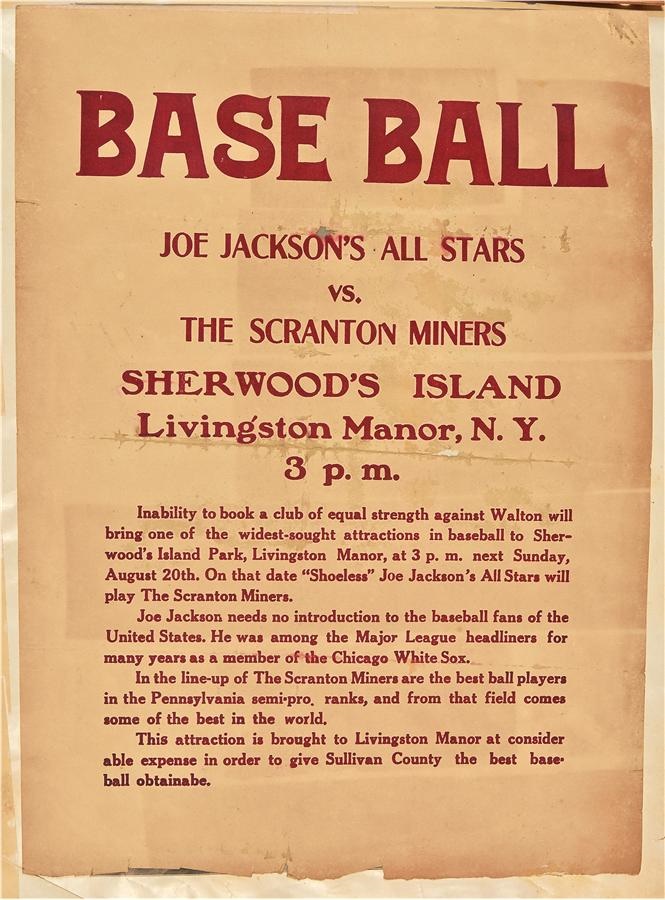 BASE BALL
JOE JACKSON'S ALL STARS
vs.
THE SCRANTON MINERS
SHERWOOD'S ISLAND
Livingston Manor, N. Y.
3 p. m.
Inability to book a club of equal strength against Walton will
bring one of the widest-sought attractions in baseball to Sher-
wood's Island Park, Livingston Manor, at 3 p. m. next Sunday,
August 20th. On that date "Shoeless" Joe Jackson's All Stars will
play The Scranton Miners.
Joe Jackson needs no introduction to the baseball fans of the
United States. He was among the Major League headliners for
many years as a member of the Chicago White Sox.
In the line-up of The Scranton Miners are the best ball players
in the Pennsylvania semi-pro. ranks, and from that field comes
some of the best in the world.
This attraction is brought to Livingston Manor at consider
able expense in order to give Sullivan County the best base-
ball obtainabe.